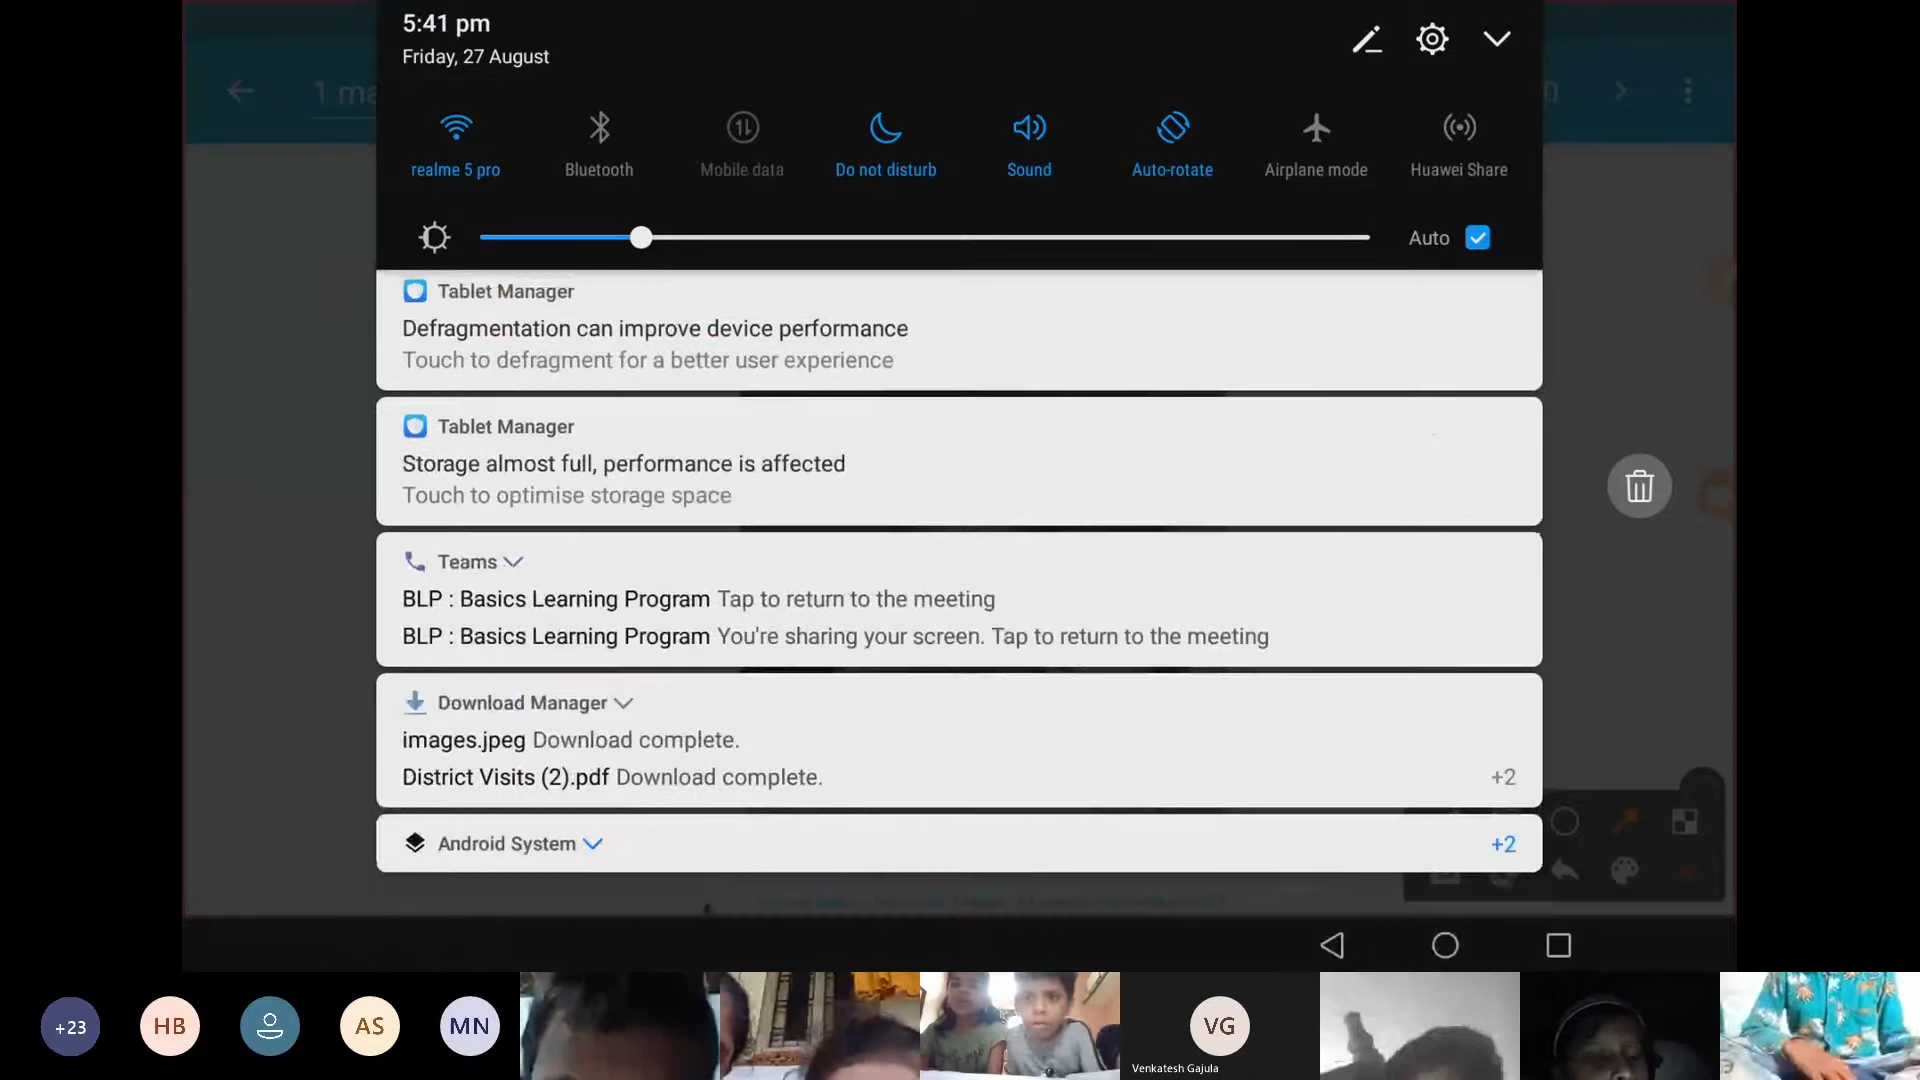 5:41 pm
Friday, 27 August
1 ma
realme 5 pro
Bluetooth
Mobile data
Do not disturb
Sound
Auto-rotate
Airplane mode
Huawei Share
Auto
Tablet Manager
Defragmentation can improve device performance
Touch to defragment for a better user experience
Tablet Manager
Storage almost full, performance is affected
Touch to optimise storage space
Teams
BLP : Basics Learning Program Tap to return to the meeting
BLP : Basics Learning Program You're sharing your screen. Tap to return to the meeting
Download Manager
images.jpeg Download complete.
District Visits (2).pdf Download complete.
+2
Android System
+2
+23
HB
AS
MN
VG
Venkatesh Gajula